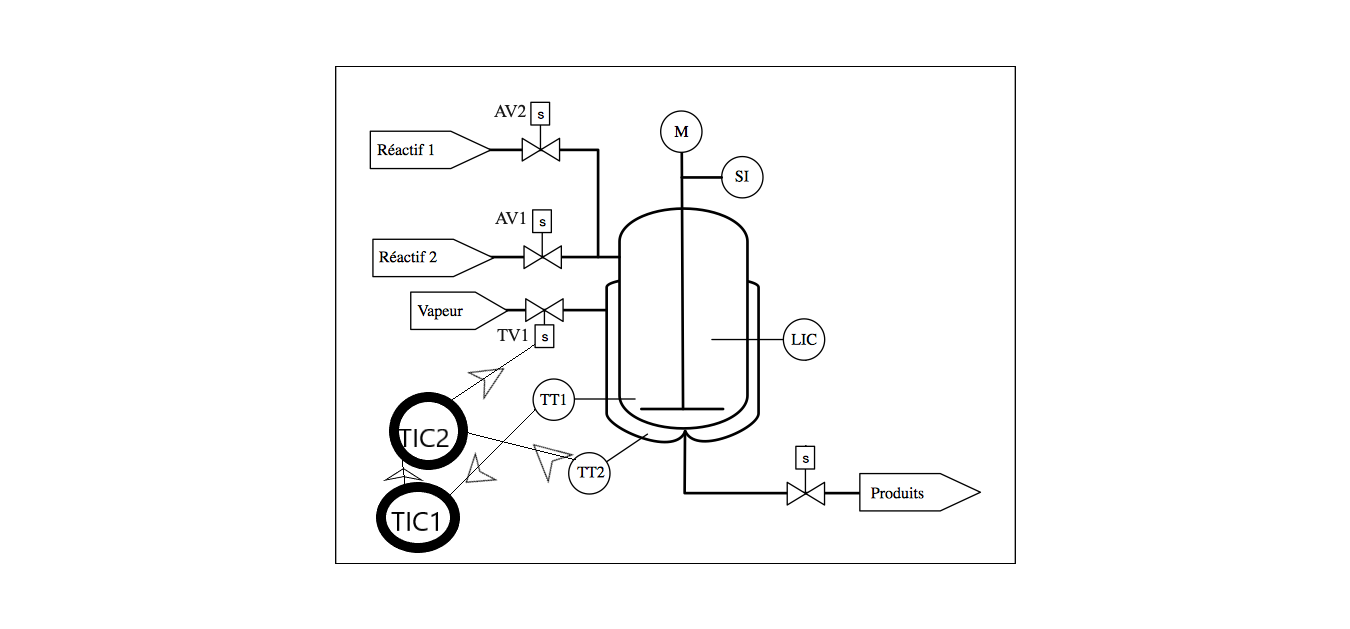 AV2
s
M
Réactif 1
SI
AV1
s
Réactif 2
Vapeur
TV1
s
LIC
TT1
TIC2
TT2
s
Produits
TIC1